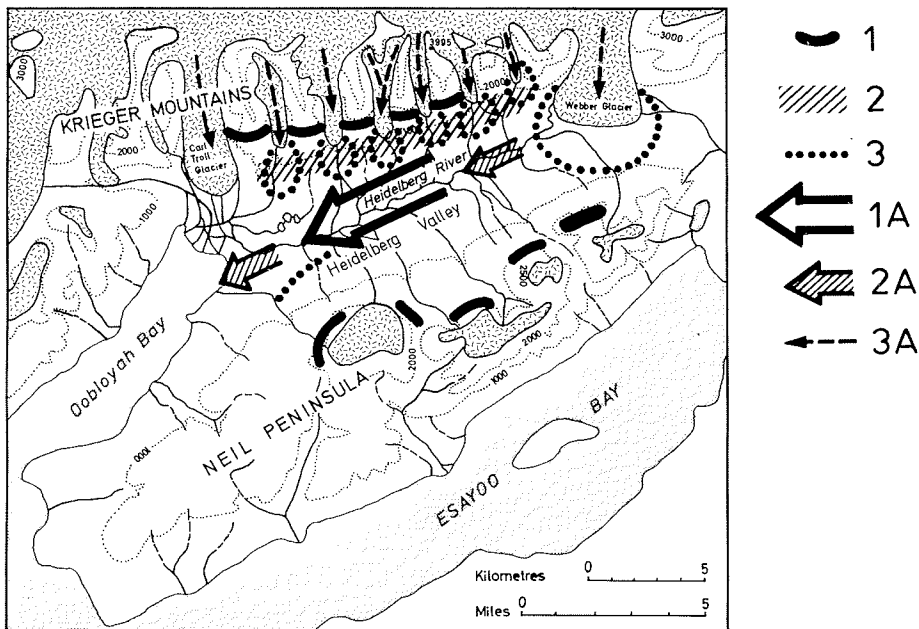 3000
3995
3000
2000
KRIEGER MOUNTAINS
2000
Webber Glacier
Carl
Troll
Glacier
Heidelberg River
1000
Heidelberg Valley
2500
Oobloyah Bay
2000
2000
1000
NEIL PENINSULA
1000
ESAYOO BAY
Kilometres 0 5
Miles 0 5
1
2
3
1A
2A
3A